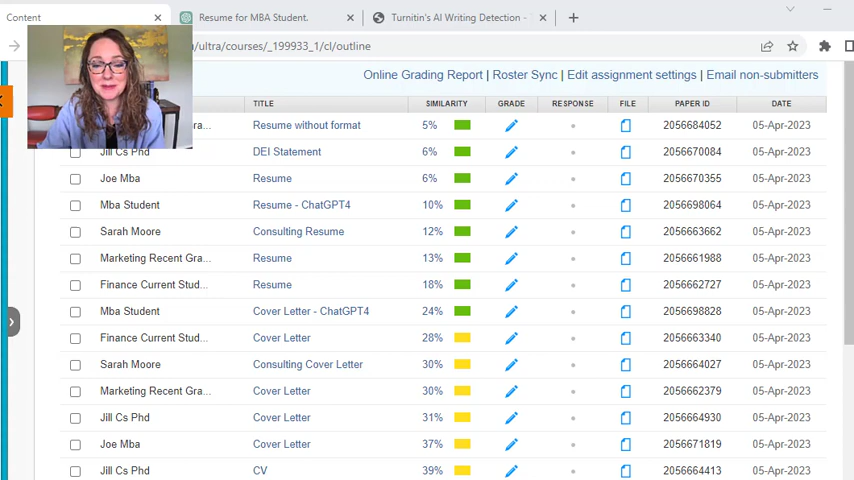 Content × Resume for MBA Student. × Turnitin's AI Writing Detection - × +
/ultra/courses/_199933_1/cl/outline
Online Grading Report | Roster Sync | Edit assignment settings | Email non-submitters
TITLE SIMILARITY GRADE RESPONSE FILE PAPER ID DATE
Resume without format 5% 2056684052 05-Apr-2023
Jill Cs Phd DEI Statement 6% 2056670084 05-Apr-2023
Joe Mba Resume 6% 2056670355 05-Apr-2023
Mba Student Resume - ChatGPT4 10% 2056698064 05-Apr-2023
Sarah Moore Consulting Resume 12% 2056663662 05-Apr-2023
Marketing Recent Gra... Resume 13% 2056661988 05-Apr-2023
Finance Current Stud... Resume 18% 2056662727 05-Apr-2023
Mba Student Cover Letter - ChatGPT4 24% 2056698828 05-Apr-2023
Finance Current Stud... Cover Letter 28% 2056663340 05-Apr-2023
Sarah Moore Consulting Cover Letter 30% 2056664027 05-Apr-2023
Marketing Recent Gra... Cover Letter 30% 2056662379 05-Apr-2023
Jill Cs Phd Cover Letter 31% 2056664930 05-Apr-2023
Joe Mba Cover Letter 37% 2056671819 05-Apr-2023
Jill Cs Phd CV 39% 2056664413 05-Apr-2023